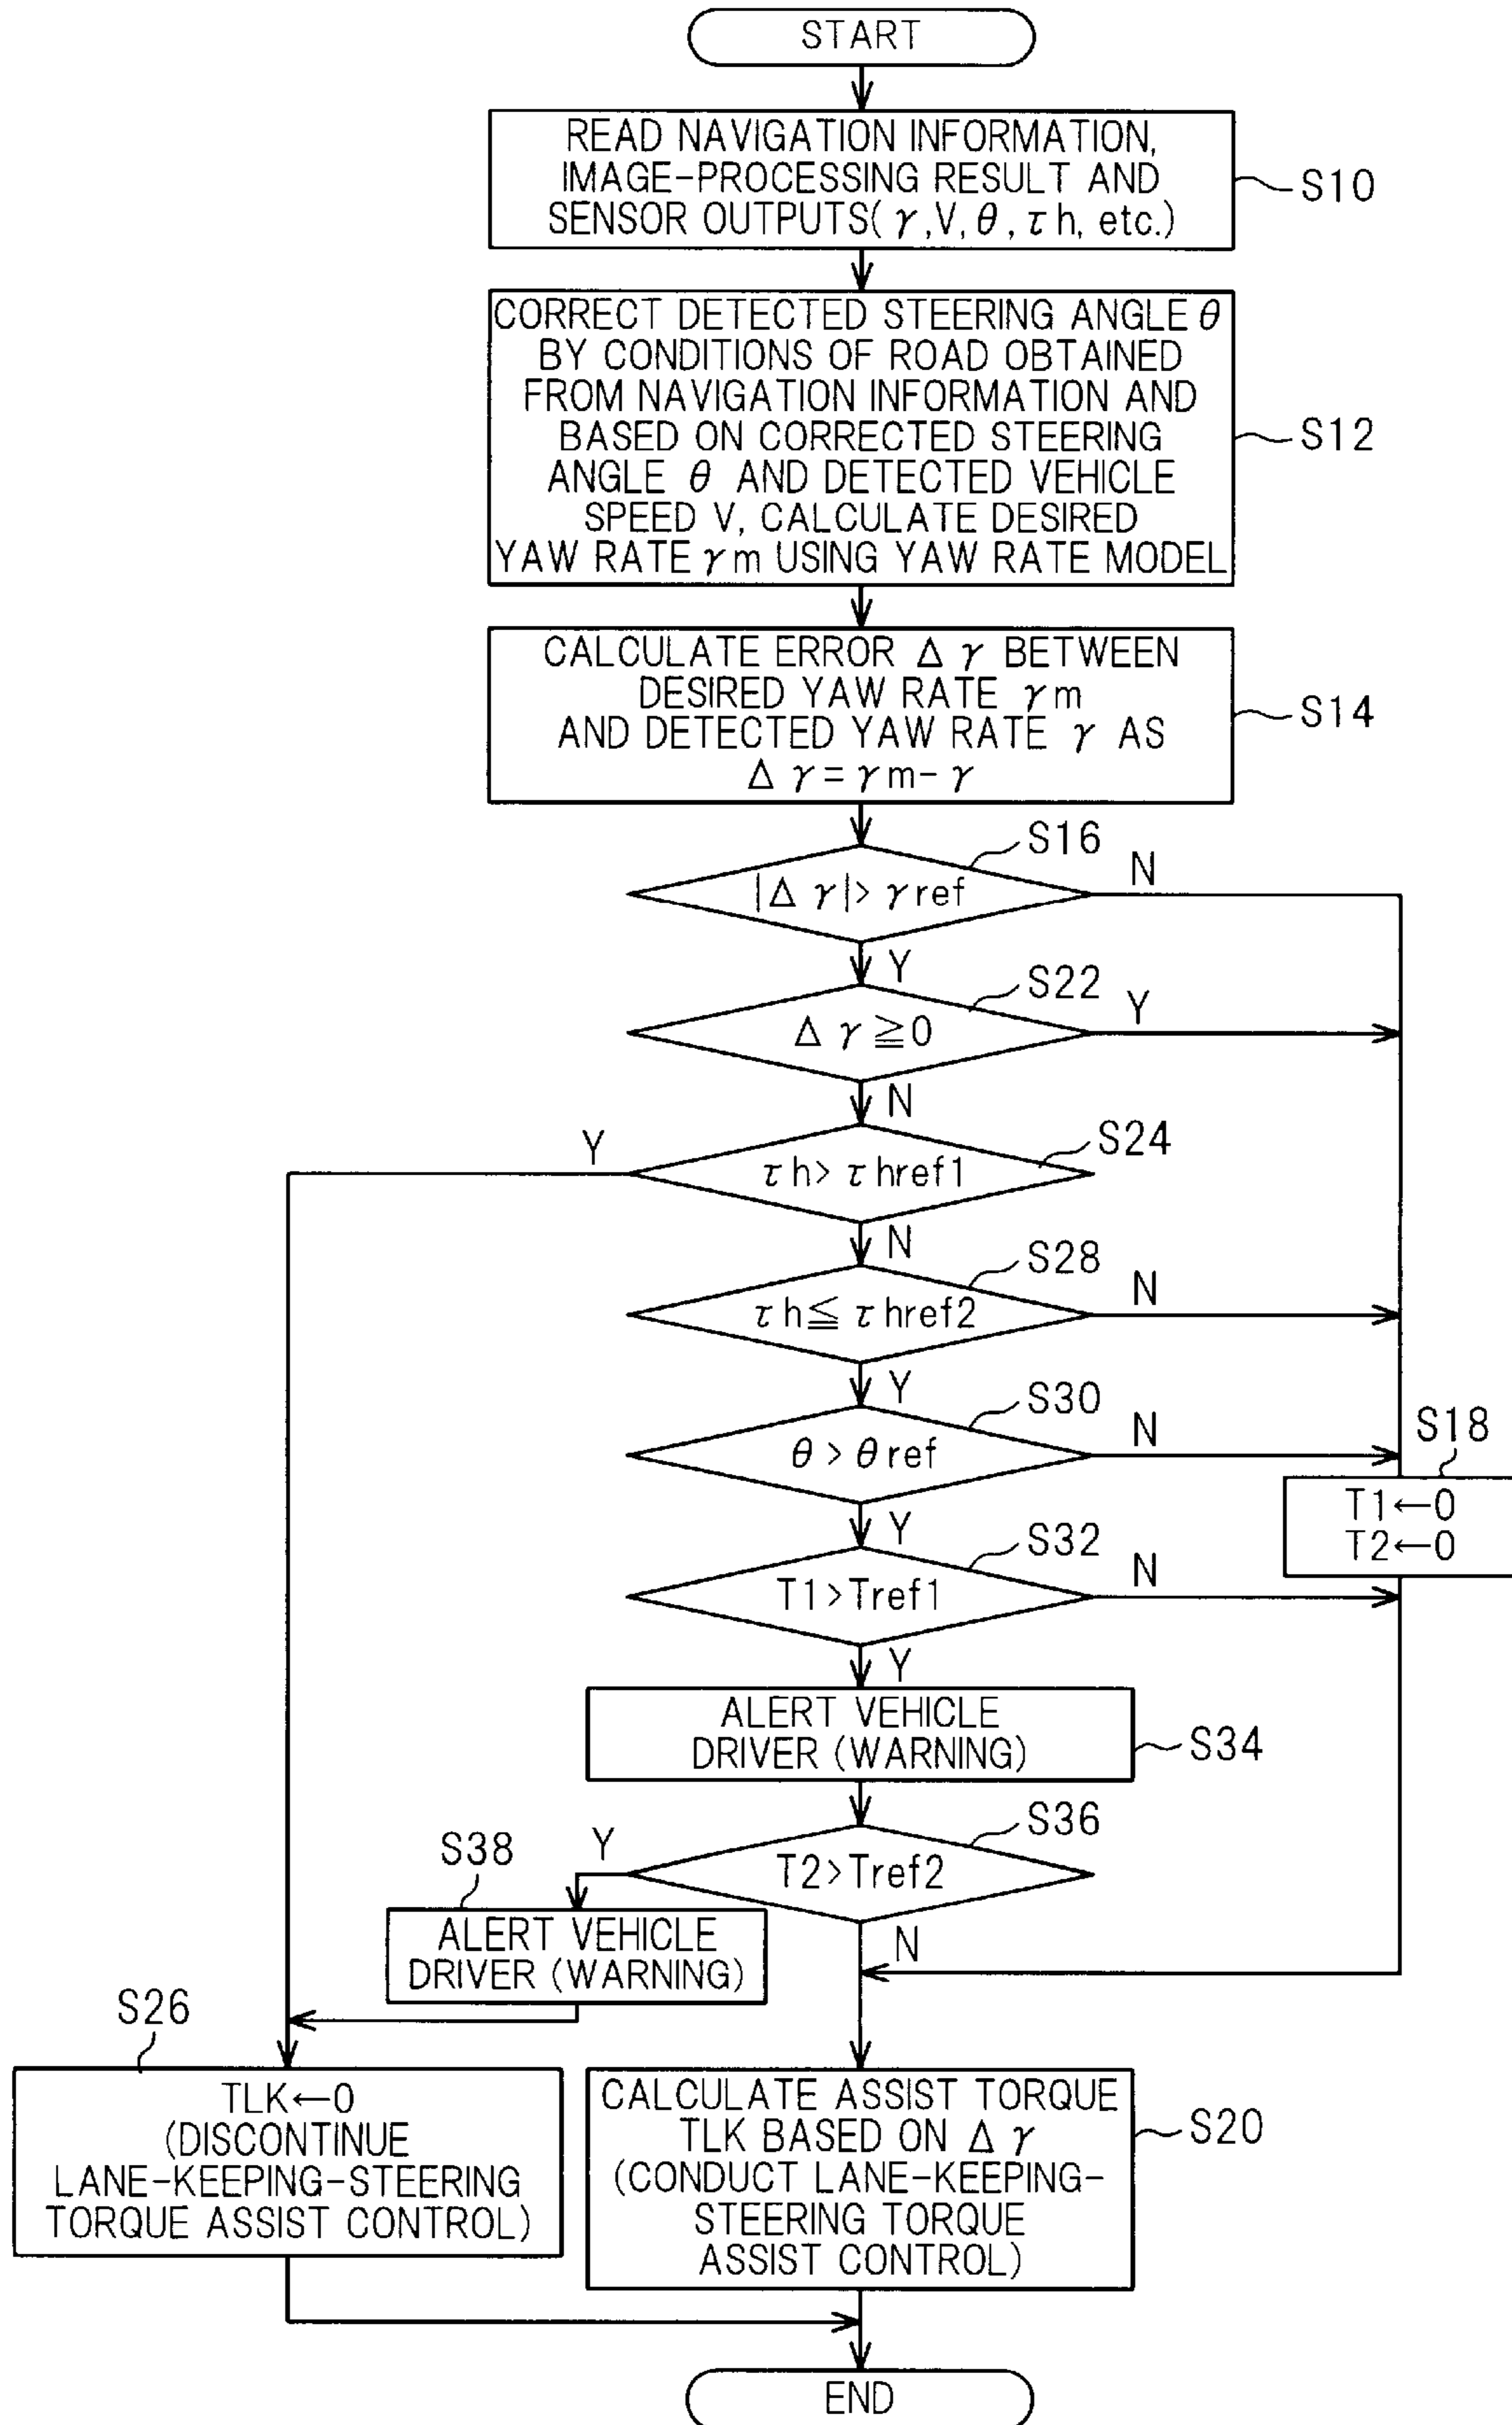 START
READ NAVIGATION INFORMATION,
IMAGE-PROCESSING RESULT AND
SENSOR OUTPUTS( γ,V, θ, τh, etc.)
S10
CORRECT DETECTED STEERING ANGLE θ
BY CONDITIONS OF ROAD OBTAINED
FROM NAVIGATION INFORMATION AND
BASED ON CORRECTED STEERING
ANGLE θ AND DETECTED VEHICLE
SPEED V, CALCULATE DESIRED
YAW RATE γm USING YAW RATE MODEL
S12
CALCULATE ERROR Δγ BETWEEN
DESIRED YAW RATE γm
AND DETECTED YAW RATE γ AS
Δγ=γm-γ
S14
S16
|Δγ|> γref
N
Y
S22
Δγ≧0
Y
N
S24
τh> τhref1
Y
N
S28
τh≦ τhref2
N
Y
S30
θ > θref
N
Y
S18
T1←0
T2←0
S32
T1>Tref1
N
Y
ALERT VEHICLE
DRIVER (WARNING)
S34
S36
T2>Tref2
Y
N
S38
ALERT VEHICLE
DRIVER (WARNING)
S26
TLK←0
(DISCONTINUE
LANE-KEEPING-STEERING
TORQUE ASSIST CONTROL)
CALCULATE ASSIST TORQUE
TLK BASED ON Δγ
(CONDUCT LANE-KEEPING-
STEERING TORQUE
ASSIST CONTROL)
S20
END